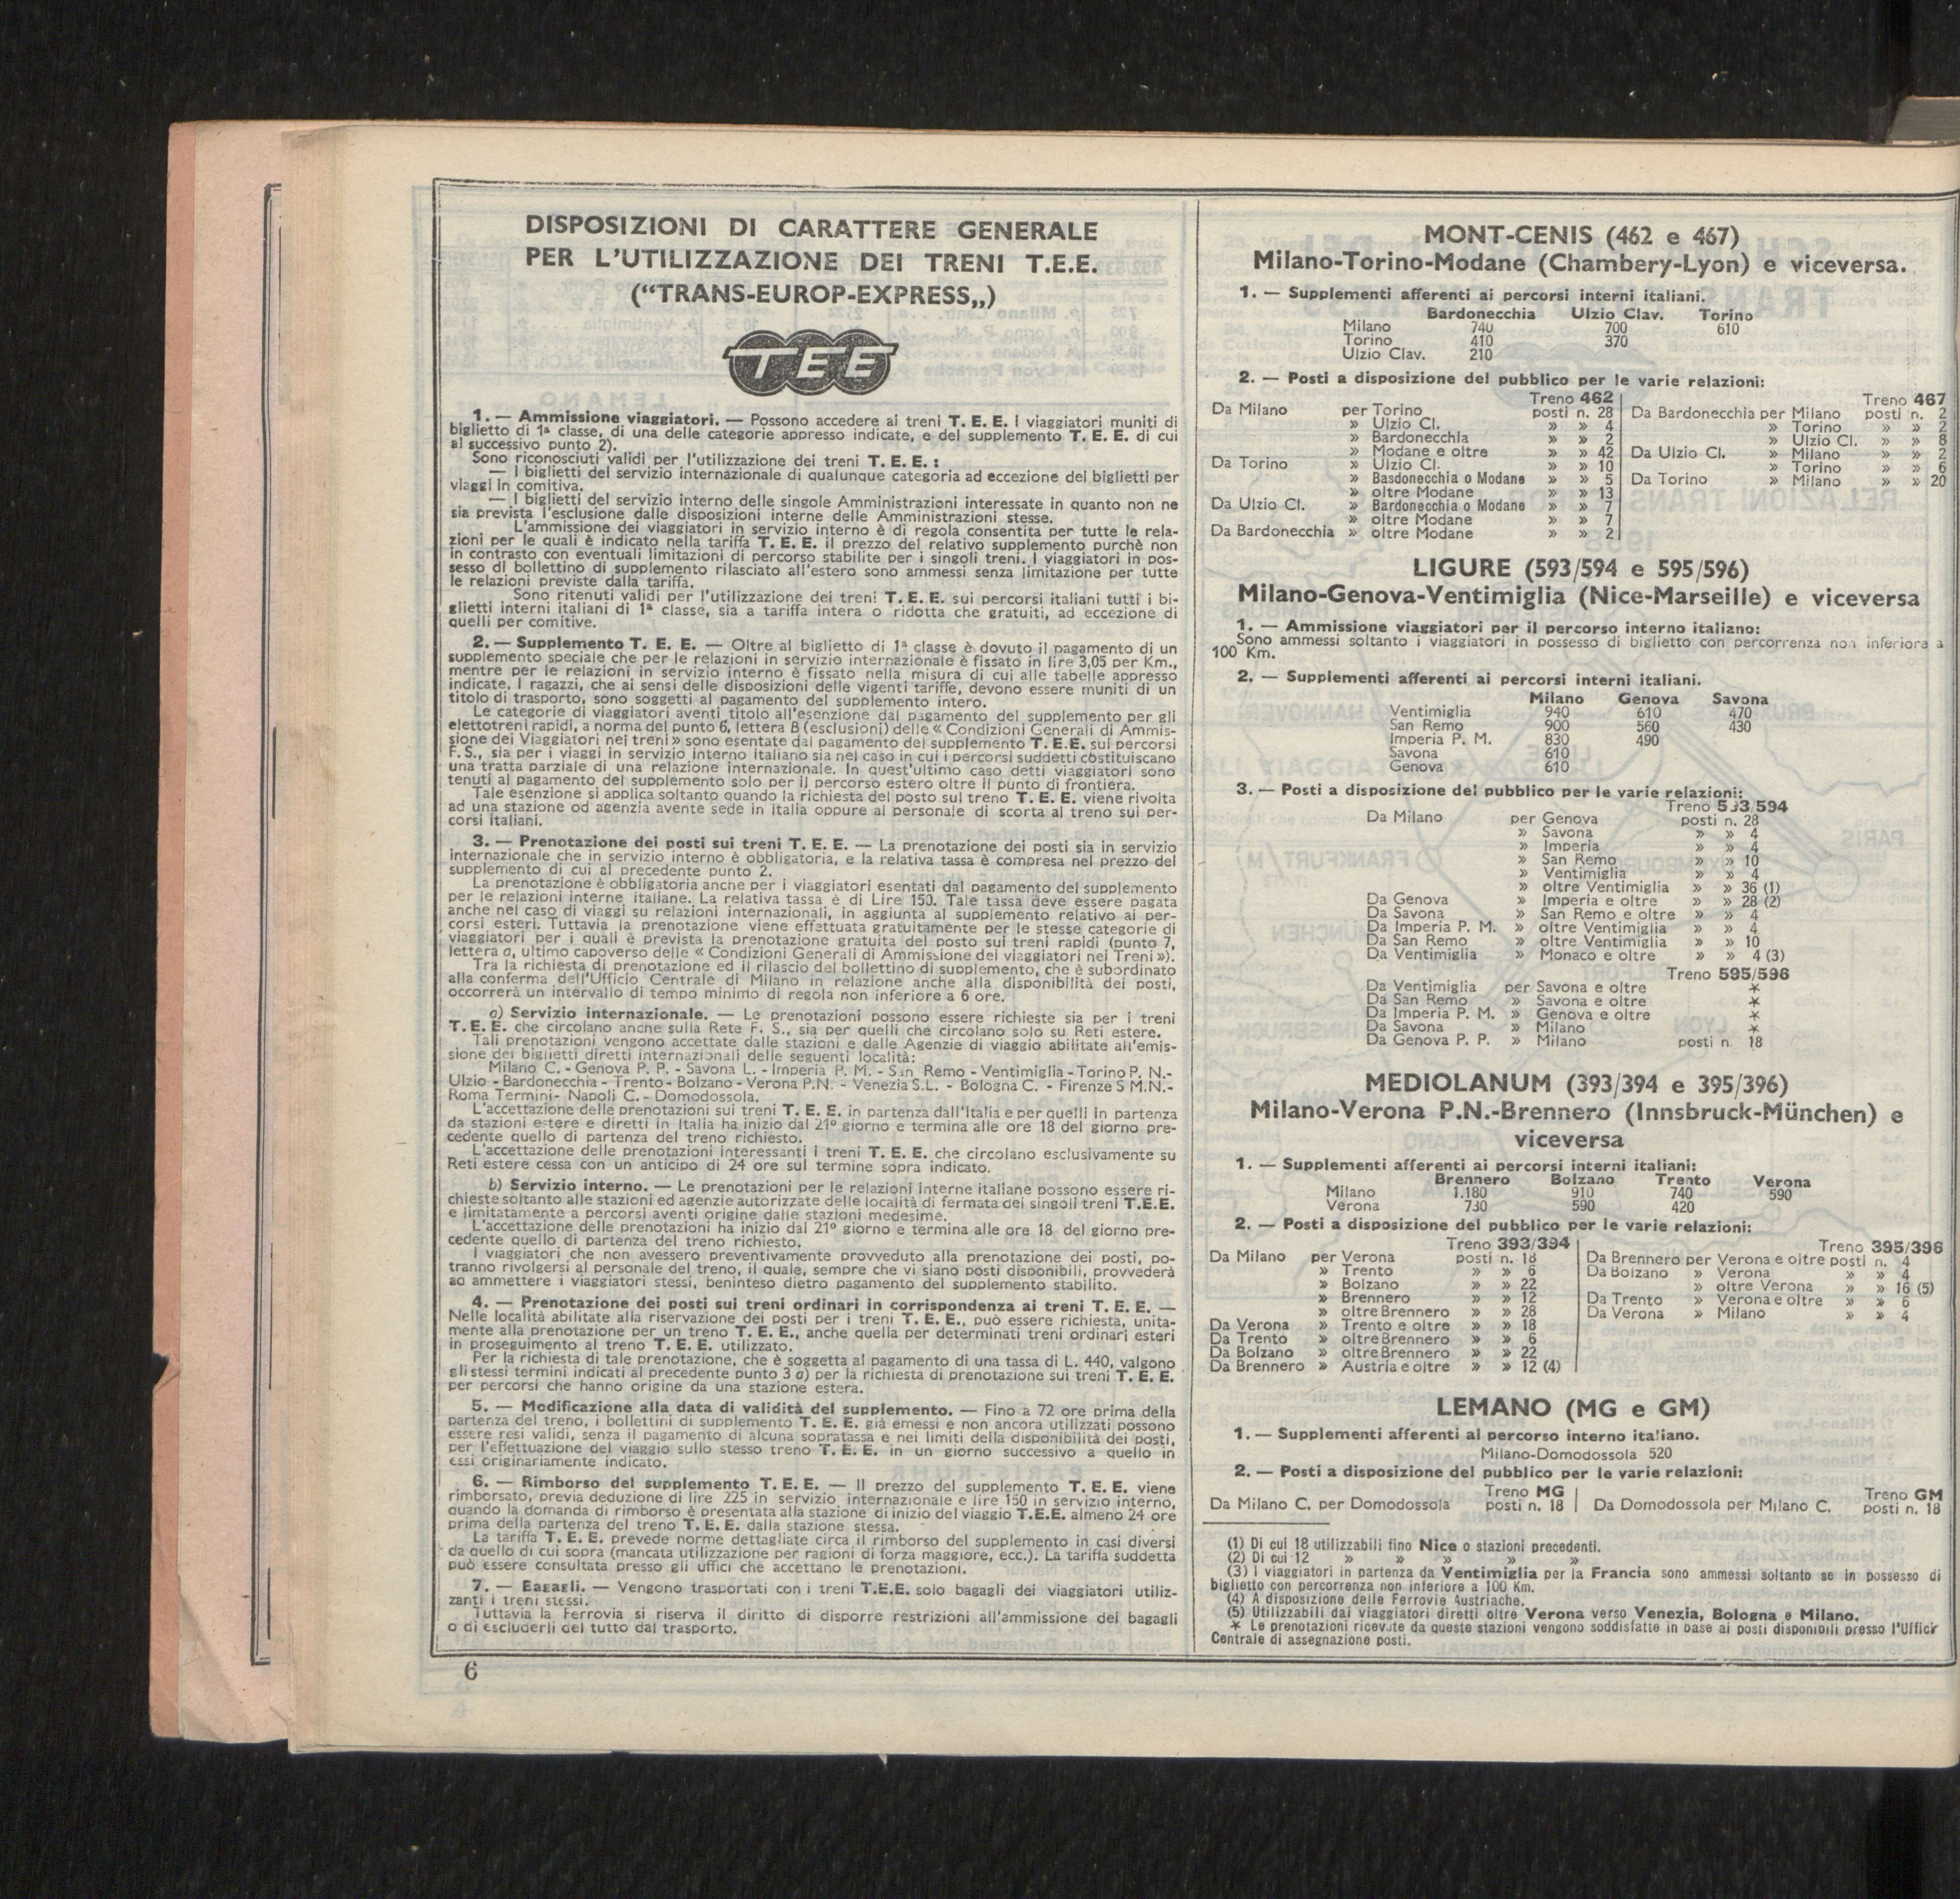 DISPOSIZIONI DI CARATTERE GENERALE
PER L'UTILIZZAZIONE DEI TRENI T.E.E.
(“TRANS-EUROP-EXPRESS„)
TEE
1. — Ammissione viaggiatori. — Possono accedere ai treni T. E. E. i viaggiatori muniti di
biglietto di 1ª classe, di una delle categorie appresso indicate, e del supplemento T. E. E. di cui
al successivo punto 2).
Sono riconosciuti validi per l'utilizzazione dei treni T. E. E. :
— I biglietti del servizio internazionale di qualunque categoria ad eccezione dei biglietti per
viaggi in comitiva.
— I biglietti del servizio interno delle singole Amministrazioni interessate in quanto non ne
sia prevista l'esclusione dalle disposizioni interne delle Amministrazioni stesse.
L'ammissione dei viaggiatori in servizio interno è di regola consentita per tutte le rela-
zioni per le quali è indicato nella tariffa T. E. E. il prezzo del relativo supplemento purchè non
in contrasto con eventuali limitazioni di percorso stabilite per i singoli treni. I viaggiatori in pos-
sesso di bollettino di supplemento rilasciato all'estero sono ammessi senza limitazione per tutte
le relazioni previste dalla tariffa.
Sono ritenuti validi per l'utilizzazione dei treni T. E. E. sui percorsi italiani tutti i bi-
glietti interni italiani di 1ª classe, sia a tariffa intera o ridotta che gratuiti, ad eccezione di
quelli per comitive.
2. — Supplemento T. E. E. — Oltre al biglietto di 1ª classe è dovuto il pagamento di un
supplemento speciale che per le relazioni in servizio internazionale è fissato in lire 3,05 per Km.,
mentre per le relazioni in servizio interno è fissato nella misura di cui alle tabelle appresso
indicate. I ragazzi, che ai sensi delle disposizioni delle vigenti tariffe, devono essere muniti di un
titolo di trasporto, sono soggetti al pagamento del supplemento intero.
Le categorie di viaggiatori aventi titolo all'esenzione dal pagamento del supplemento per gli
elettotreni rapidi, a norma del punto 6, lettera B (esclusioni) delle « Condizioni Generali di Ammis-
sione dei Viaggiatori nei treni » sono esentate dal pagamento del supplemento T. E.E. sui percorsi
F. S., sia per i viaggi in servizio interno italiano sia nel caso in cui i percorsi suddetti costituiscano
una tratta parziale di una relazione internazionale. In quest'ultimo caso detti viaggiatori sono
tenuti al pagamento del supplemento solo per il percorso estero oltre il punto di frontiera.
Tale esenzione si applica soltanto quando la richiesta del posto sul treno T. E. E. viene rivolta
ad una stazione od agenzia avente sede in Italia oppure al personale di scorta al treno sui per-
corsi italiani.
3. — Prenotazione dei posti sui treni T. E. E. — La prenotazione dei posti sia in servizio
internazionale che in servizio interno è obbligatoria, e la relativa tassa è compresa nel prezzo del
supplemento di cui al precedente punto 2.
La prenotazione è obbligatoria anche per i viaggiatori esentati dal pagamento del supplemento
per le relazioni interne italiane. La relativa tassa è di Lire 150. Tale tassa deve essere pagata
anche nel caso di viaggi su relazioni internazionali, in aggiunta al supplemento relativo ai per-
corsi esteri. Tuttavia la prenotazione viene effettuata gratuitamente per le stesse categorie di
viaggiatori per i quali è prevista la prenotazione gratuita del posto sui treni rapidi (punto 7,
lettera a, ultimo capoverso delle « Condizioni Generali di Ammissione dei viaggiatori nei Treni »).
Tra la richiesta di prenotazione ed il rilascio del bollettino di supplemento, che è subordinato
alla conferma dell'Ufficio Centrale di Milano in relazione anche alla disponibilità dei posti,
occorrerà un intervallo di tempo minimo di regola non inferiore a 6 ore.
a) Servizio internazionale. — Le prenotazioni possono essere richieste sia per i treni
T. E. E. che circolano anche sulla Rete F. S., sia per quelli che circolano solo su Reti estere.
Tali prenotazioni vengono accettate dalle stazioni e dalle Agenzie di viaggio abilitate all'emis-
sione dei biglietti diretti internazionali delle seguenti località:
Milano C. - Genova P. P. - Savona L. - Imperia P. M. - San Remo - Ventimiglia - Torino P. N.-
Ulzio - Bardonecchia - Trento - Bolzano - Verona P.N. - Venezia S.L. - Bologna C. - Firenze S M.N.-
Roma Termini- Napoli C. - Domodossola.
L'accettazione delle prenotazioni sui treni T. E. E. in partenza dall'Italia e per quelli in partenza
da stazioni estere e diretti in Italia ha inizio dal 21º giorno e termina alle ore 18 del giorno pre-
cedente quello di partenza del treno richiesto.
L'accettazione delle prenotazioni interessanti i treni T. E. E. che circolano esclusivamente su
Reti estere cessa con un anticipo di 24 ore sul termine sopra indicato.
b) Servizio interno. — Le prenotazioni per le relazioni interne italiane possono essere ri-
chieste soltanto alle stazioni ed agenzie autorizzate delle località di fermata dei singoli treni T.E.E.
e limitatamente a percorsi aventi origine dalle stazioni medesime.
L'accettazione delle prenotazioni ha inizio dal 21º giorno e termina alle ore 18 del giorno pre-
cedente quello di partenza del treno richiesto.
I viaggiatori che non avessero preventivamente provveduto alla prenotazione dei posti, po-
tranno rivolgersi al personale del treno, il quale, sempre che vi siano posti disponibili, provvederà
ad ammettere i viaggiatori stessi, beninteso dietro pagamento del supplemento stabilito.
4. — Prenotazione dei posti sui treni ordinari in corrispondenza ai treni T. E. E. —
Nelle località abilitate alla riservazione dei posti per i treni T. E. E., può essere richiesta, unita-
mente alla prenotazione per un treno T. E. E., anche quella per determinati treni ordinari esteri
in proseguimento al treno T. E. E. utilizzato.
Per la richiesta di tale prenotazione, che è soggetta al pagamento di una tassa di L. 440, valgono
gli stessi termini indicati al precedente punto 3 a) per la richiesta di prenotazione sui treni T. E. E.
per percorsi che hanno origine da una stazione estera.
5. — Modificazione alla data di validità del supplemento. — Fino a 72 ore prima della
partenza del treno, i bollettini di supplemento T. E. E. già emessi e non ancora utilizzati possono
essere resi validi, senza il pagamento di alcuna sopratassa e nei limiti della disponibilità dei posti,
per l'effettuazione del viaggio sullo stesso treno T. E. E. in un giorno successivo a quello in
essi originariamente indicato.
6. — Rimborso del supplemento T. E. E. — Il prezzo del supplemento T. E. E. viene
rimborsato, previa deduzione di lire 225 in servizio internazionale e lire 150 in servizio interno,
quando la domanda di rimborso è presentata alla stazione di inizio del viaggio T.E.E. almeno 24 ore
prima della partenza del treno T. E. E. dalla stazione stessa.
La tariffa T. E. E. prevede norme dettagliate circa il rimborso del supplemento in casi diversi
da quello di cui sopra (mancata utilizzazione per ragioni di forza maggiore, ecc.). La tariffa suddetta
può essere consultata presso gli uffici che accettano le prenotazioni.
7. — Bagagli. — Vengono trasportati con i treni T.E.E. solo bagagli dei viaggiatori utiliz-
zanti i treni stessi.
Tuttavia la Ferrovia si riserva il diritto di disporre restrizioni all'ammissione dei bagagli
o di escluderli del tutto dal trasporto.
6
MONT-CENIS (462 e 467)
Milano-Torino-Modane (Chambery-Lyon) e viceversa.
1. — Supplementi afferenti ai percorsi interni italiani.
Bardonecchia Ulzio Clav. Torino
Milano 740 700 610
Torino 410 370
Ulzio Clav. 210
2. — Posti a disposizione del pubblico per le varie relazioni:
Treno 462
Da Milano per Torino posti n. 28
» Ulzio Cl. » » 4
» Bardonecchia » » 2
» Modane e oltre » » 42
Da Torino » Ulzio Cl. » » 10
» Basdonecchia o Modane » » 5
» oltre Modane » » 13
Da Ulzio Cl. » Bardonecchia o Modane » » 7
» oltre Modane » » 7
Da Bardonecchia » oltre Modane » » 2
Treno 467
Da Bardonecchia per Milano posti n. 2
» Torino » » 2
» Ulzio Cl. » » 8
Da Ulzio Cl. » Milano » » 2
» Torino » » 6
Da Torino » Milano » » 20
LIGURE (593/594 e 595/596)
Milano-Genova-Ventimiglia (Nice-Marseille) e viceversa
1. — Ammissione viaggiatori per il percorso interno italiano:
Sono ammessi soltanto i viaggiatori in possesso di biglietto con percorrenza non inferiore a
100 Km.
2. — Supplementi afferenti ai percorsi interni italiani.
Milano Genova Savona
Ventimiglia 940 610 470
San Remo 900 560 430
Imperia P. M. 830 490
Savona 610
Genova 610
3. — Posti a disposizione del pubblico per le varie relazioni:
Treno 593/594
Da Milano per Genova posti n. 28
» Savona » » 4
» Imperia » » 4
» San Remo » » 10
» Ventimiglia » » 4
» oltre Ventimiglia » » 36 (1)
Da Genova » Imperia e oltre » » 28 (2)
Da Savona » San Remo e oltre » » 4
Da Imperia P. M. » oltre Ventimiglia » » 4
Da San Remo » oltre Ventimiglia » » 10
Da Ventimiglia » Monaco e oltre » » 4 (3)
Treno 595/596
Da Ventimiglia per Savona e oltre *
Da San Remo » Savona e oltre *
Da Imperia P. M. » Genova e oltre *
Da Savona » Milano *
Da Genova P. P. » Milano posti n. 18
MEDIOLANUM (393/394 e 395/396)
Milano-Verona P.N.-Brennero (Innsbruck-München) e
viceversa
1. — Supplementi afferenti ai percorsi interni italiani:
Brennero Bolzano Trento Verona
Milano 1.180 910 740 590
Verona 730 590 420
2. — Posti a disposizione del pubblico per le varie relazioni:
Treno 393/394
Da Milano per Verona posti n. 18
» Trento » » 6
» Bolzano » » 22
» Brennero » » 12
» oltre Brennero » » 28
Da Verona » Trento e oltre » » 18
Da Trento » oltre Brennero » » 6
Da Bolzano » oltre Brennero » » 22
Da Brennero » Austria e oltre » » 12 (4)
Treno 395/396
Da Brennero per Verona e oltre posti n. 4
Da Bolzano » Verona » » 4
» oltre Verona » » 16 (5)
Da Trento » Verona e oltre » » 6
Da Verona » Milano » » 4
LEMANO (MG e GM)
1. — Supplementi afferenti al percorso interno italiano.
Milano-Domodossola 520
2. — Posti a disposizione del pubblico per le varie relazioni:
Treno MG
Da Milano C. per Domodossola posti n. 18
Treno GM
Da Domodossola per Milano C. posti n. 18
(1) Di cui 18 utilizzabili fino Nice o stazioni precedenti.
(2) Di cui 12 » » » » »
(3) I viaggiatori in partenza da Ventimiglia per la Francia sono ammessi soltanto se in possesso di
biglietto con percorrenza non inferiore a 100 Km.
(4) A disposizione delle Ferrovie Austriache.
(5) Utilizzabili dai viaggiatori diretti oltre Verona verso Venezia, Bologna e Milano.
* Le prenotazioni ricevute da queste stazioni vengono soddisfatte in base ai posti disponibili presso l'Ufficio
Centrale di assegnazione posti.